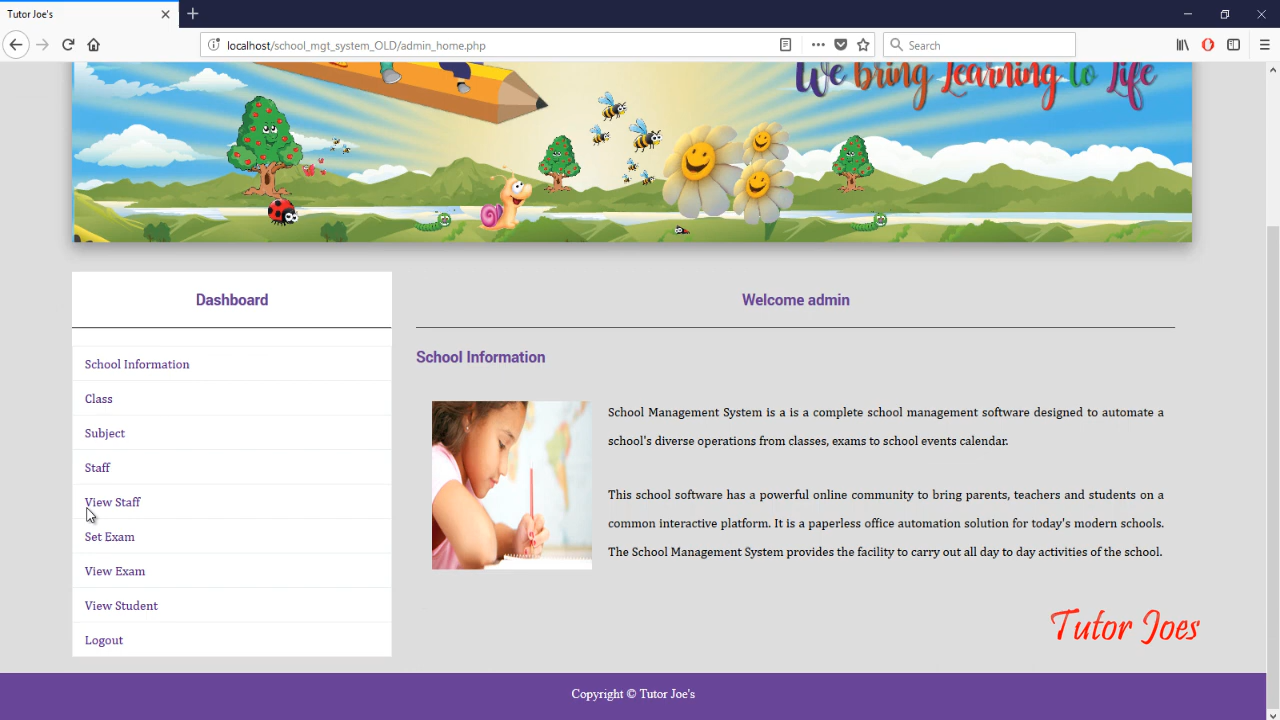 Tutor Joe's
localhost/school_mgt_system_OLD/admin_home.php
Search
We bring Learning to Life
Dashboard
School Information
Class
Subject
Staff
View Staff
Set Exam
View Exam
View Student
Logout
Welcome admin
School Information
School Management System is a is a complete school management software designed to automate a
school's diverse operations from classes, exams to school events calendar.
This school software has a powerful online community to bring parents, teachers and students on a
common interactive platform. It is a paperless office automation solution for today's modern schools.
The School Management System provides the facility to carry out all day to day activities of the school.
Tutor Joes
Copyright © Tutor Joe's